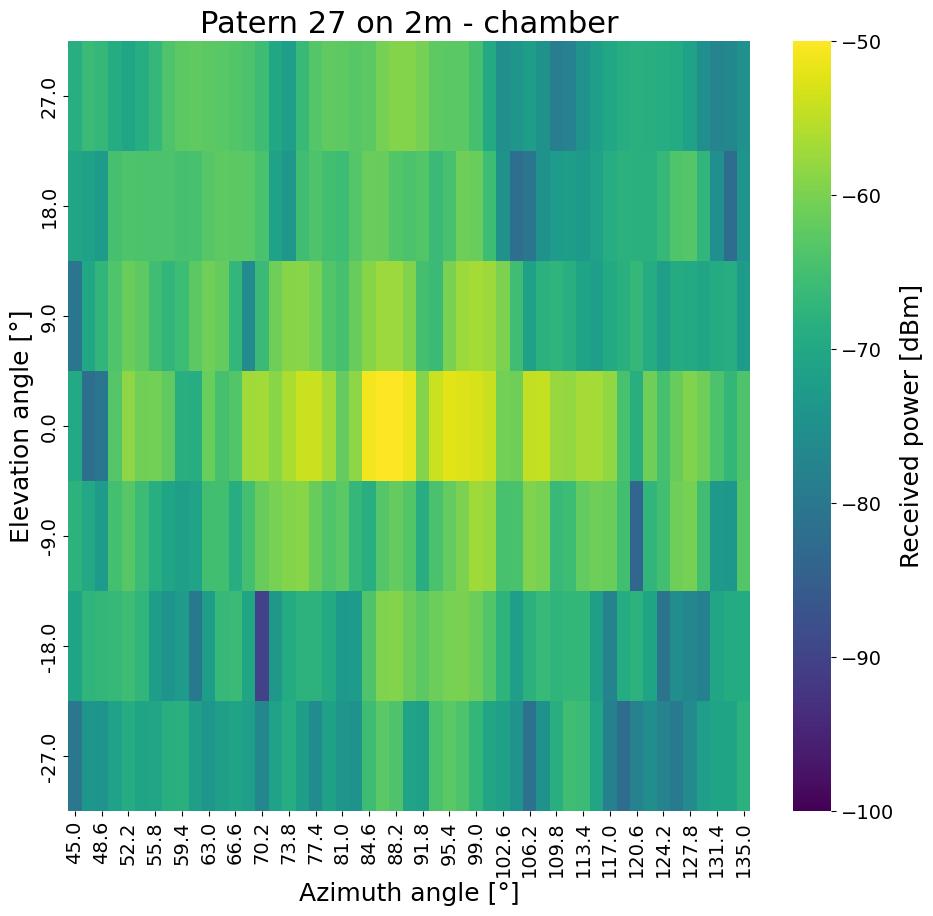 Patern 27 on 2m - chamber
Elevation angle [°]
27.0
18.0
9.0
0.0
-9.0
-18.0
-27.0
45.0 48.6 52.2 55.8 59.4 63.0 66.6 70.2 73.8 77.4 81.0 84.6 88.2 91.8 95.4 99.0 102.6 106.2 109.8 113.4 117.0 120.6 124.2 127.8 131.4 135.0
Azimuth angle [°]
−50
−60
−70
−80
−90
−100
Received power [dBm]